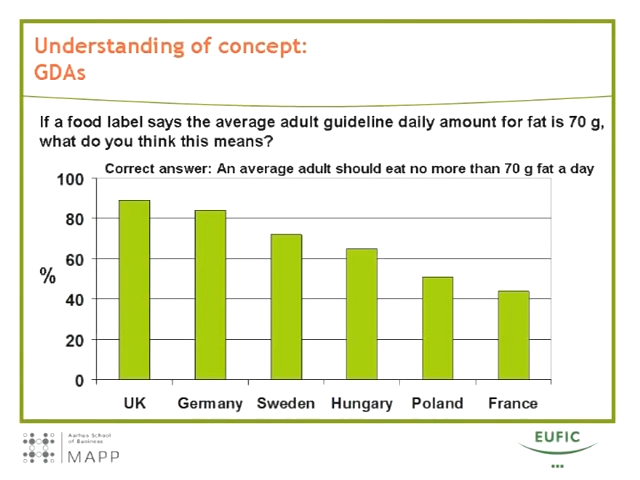 Understanding of concept:
GDAs
If a food label says the average adult guideline daily amount for fat is 70 g,
what do you think this means?
Correct answer: An average adult should eat no more than 70 g fat a day
100
80
60
%
40
20
0
UK Germany Sweden Hungary Poland France
Aarhus School
of Business
MAPP
EUFIC